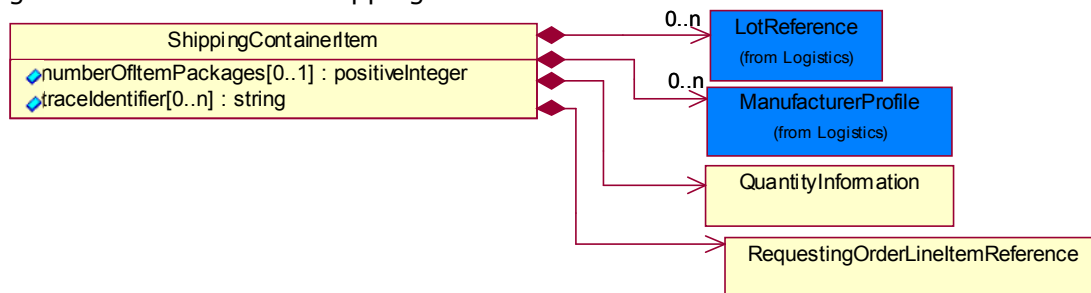 ShippingContainerItem
numberOfItemPackages[0..1] : positiveInteger
traceIdentifier[0..n] : string
0..n
LotReference
(from Logistics)
0..n
ManufacturerProfile
(from Logistics)
QuantityInformation
RequestingOrderLineItemReference